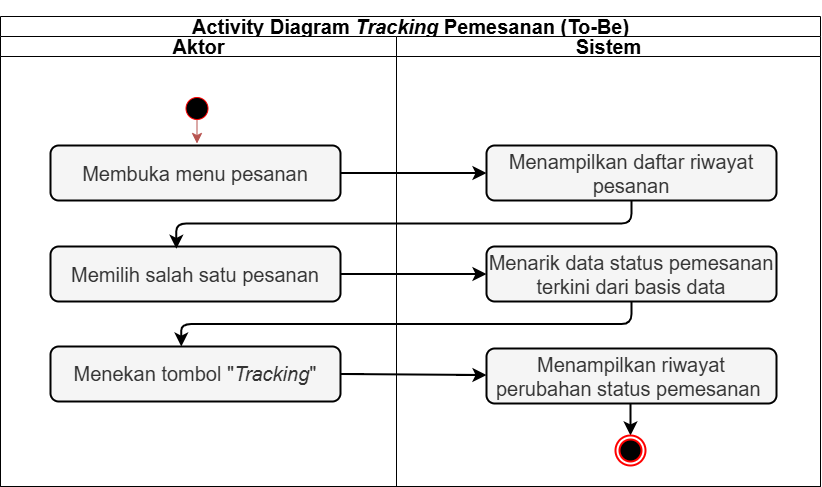 Activity Diagram Tracking Pemesanan (To-Be)
Aktor
Sistem
Membuka menu pesanan
Menampilkan daftar riwayat
pesanan
Memilih salah satu pesanan
Menarik data status pemesanan
terkini dari basis data
Menekan tombol "Tracking"
Menampilkan riwayat
perubahan status pemesanan